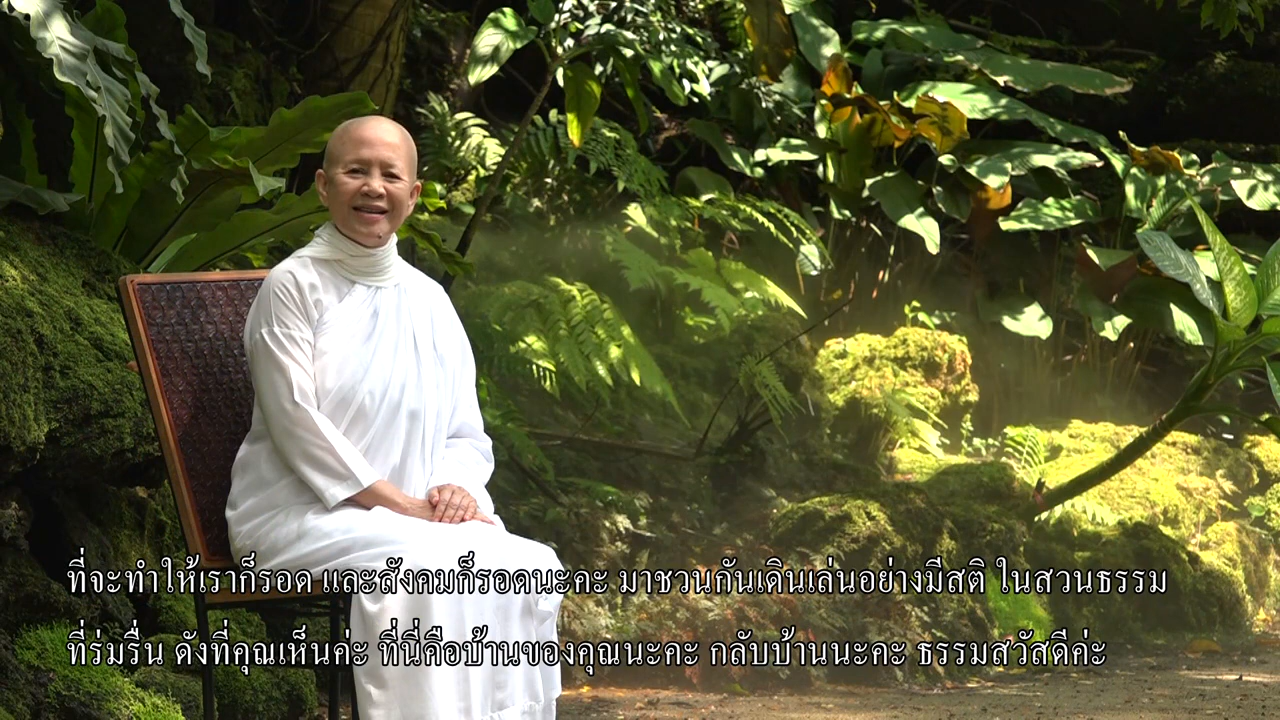 ที่จะทำให้เราก็รอด และสังคมก็รอดนะคะ มาชวนกันเดินเล่นอย่างมีสติ ในสวนธรรม
ที่ร่มรื่น ดังที่คุณเห็นค่ะ ที่นี่คือบ้านของคุณนะคะ กลับบ้านนะคะ ธรรมสวัสดีค่ะ